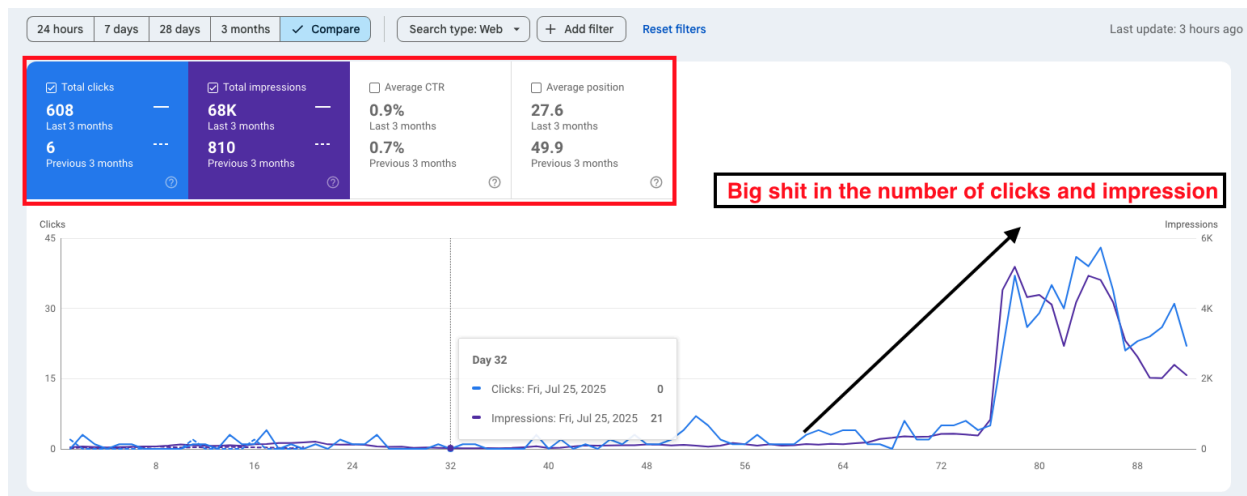 24 hours 7 days 28 days 3 months Compare Search type: Web + Add filter Reset filters Last update: 3 hours ago
Total clicks
608
Last 3 months
6
Previous 3 months
Total impressions
68K
Last 3 months
810
Previous 3 months
Average CTR
0.9%
Last 3 months
0.7%
Previous 3 months
Average position
27.6
Last 3 months
49.9
Previous 3 months
Big shit in the number of clicks and impression
Clicks Impressions
45 6K
30 4K
15 2K
0 0
Day 32
Clicks: Fri, Jul 25, 2025 0
Impressions: Fri, Jul 25, 2025 21
8 16 24 32 40 48 56 64 72 80 88